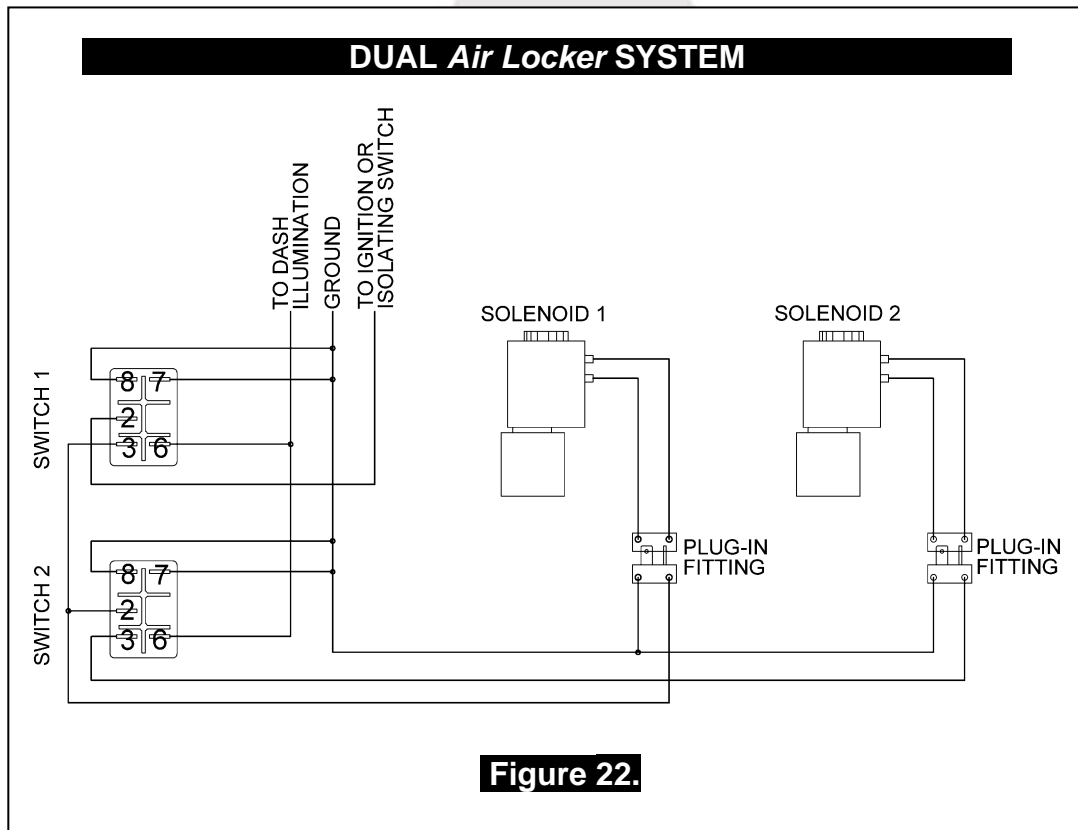 DUAL Air Locker SYSTEM
TO DASH
ILLUMINATION
GROUND
TO IGNITION OR
ISOLATING SWITCH
SOLENOID 1
SOLENOID 2
SWITCH 1
8 7
2
3 6
SWITCH 2
8 7
2
3 6
PLUG-IN
FITTING
PLUG-IN
FITTING
Figure 22.